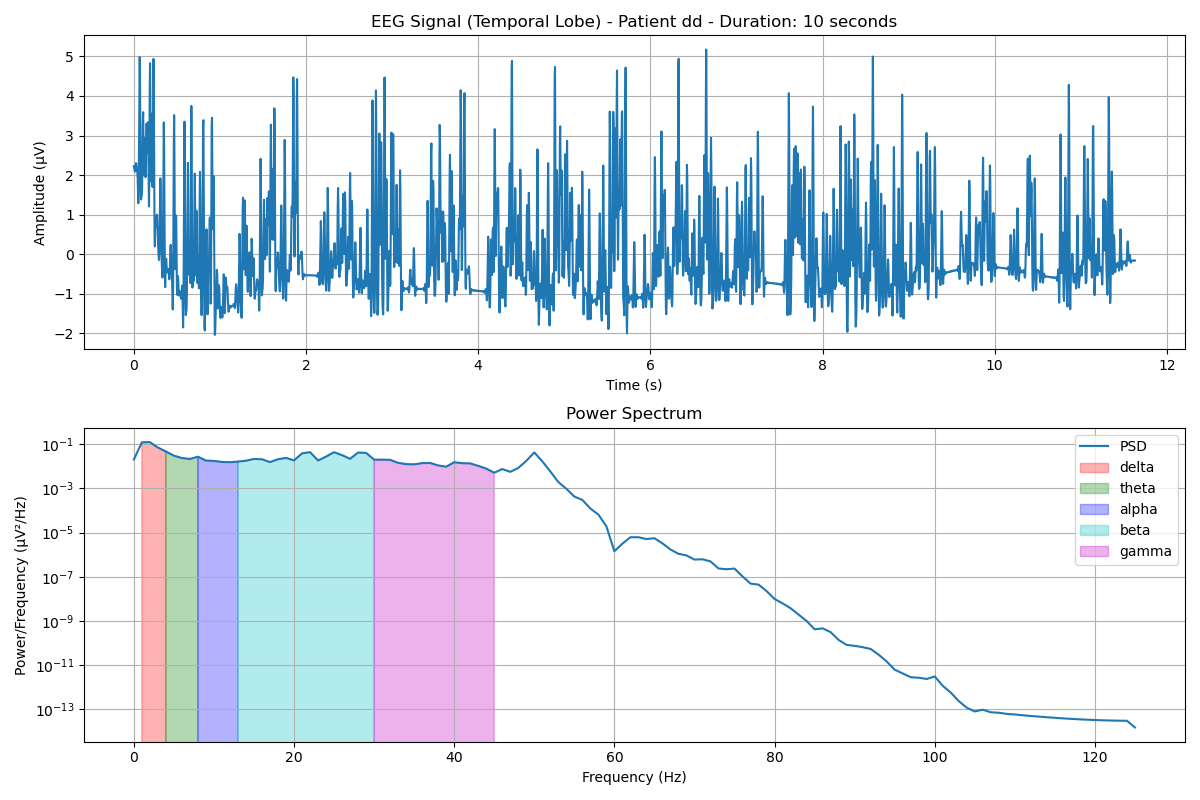 EEG Signal (Temporal Lobe) - Patient dd - Duration: 10 seconds
Amplitude (µV)
5
4
3
2
1
0
−1
−2
0 2 4 6 8 10 12
Time (s)
Power Spectrum
Power/Frequency (µV²/Hz)
10⁻¹
10⁻³
10⁻⁵
10⁻⁷
10⁻⁹
10⁻¹¹
10⁻¹³
PSD
delta
theta
alpha
beta
gamma
0 20 40 60 80 100 120
Frequency (Hz)